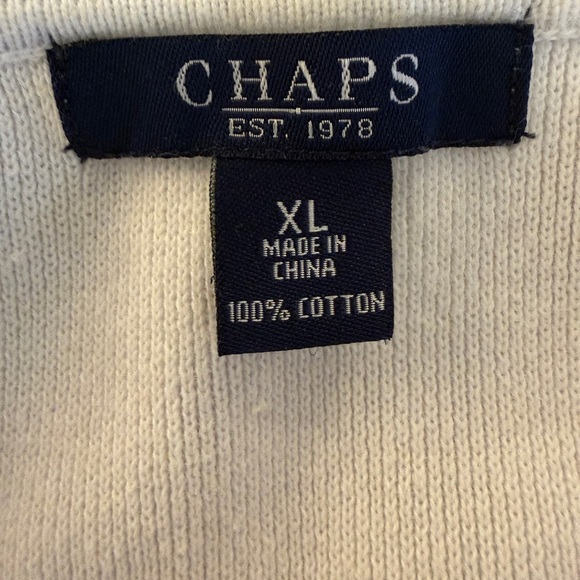 CHAPS
EST. 1978
XL
MADE IN
CHINA
100% COTTON